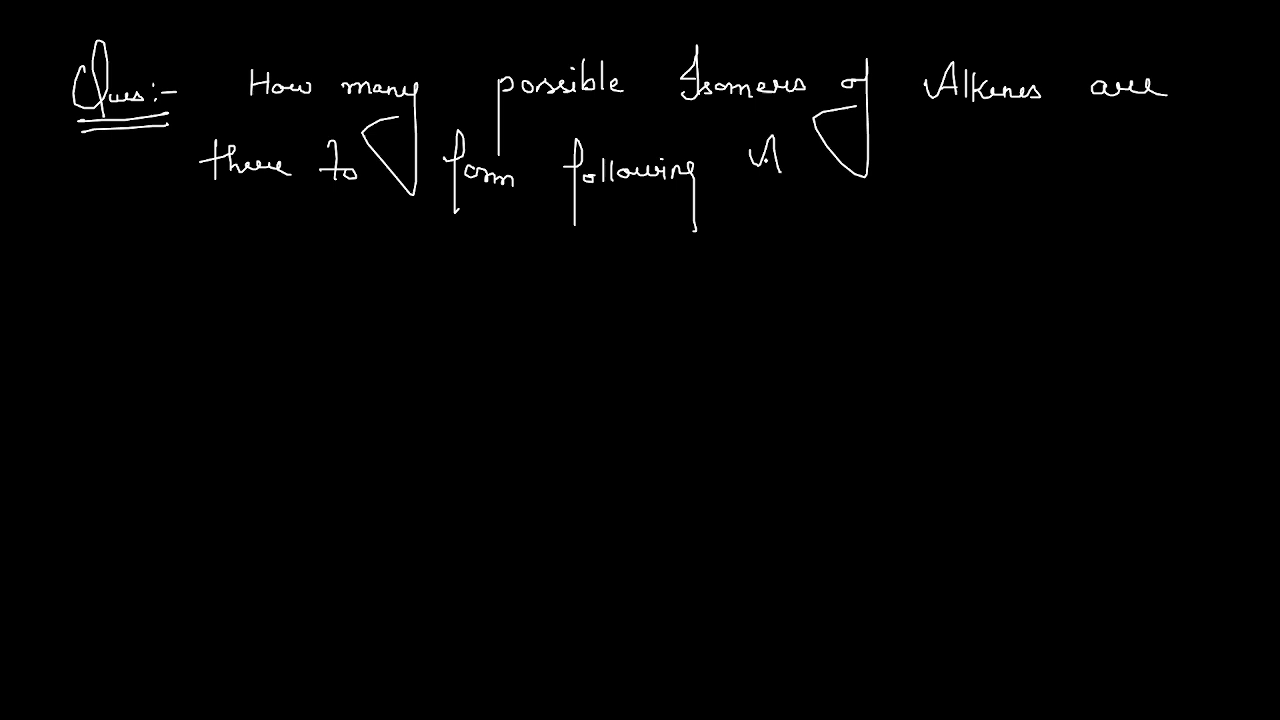 Ques:- How many possible Isomers of Alkenes are
there to form following A